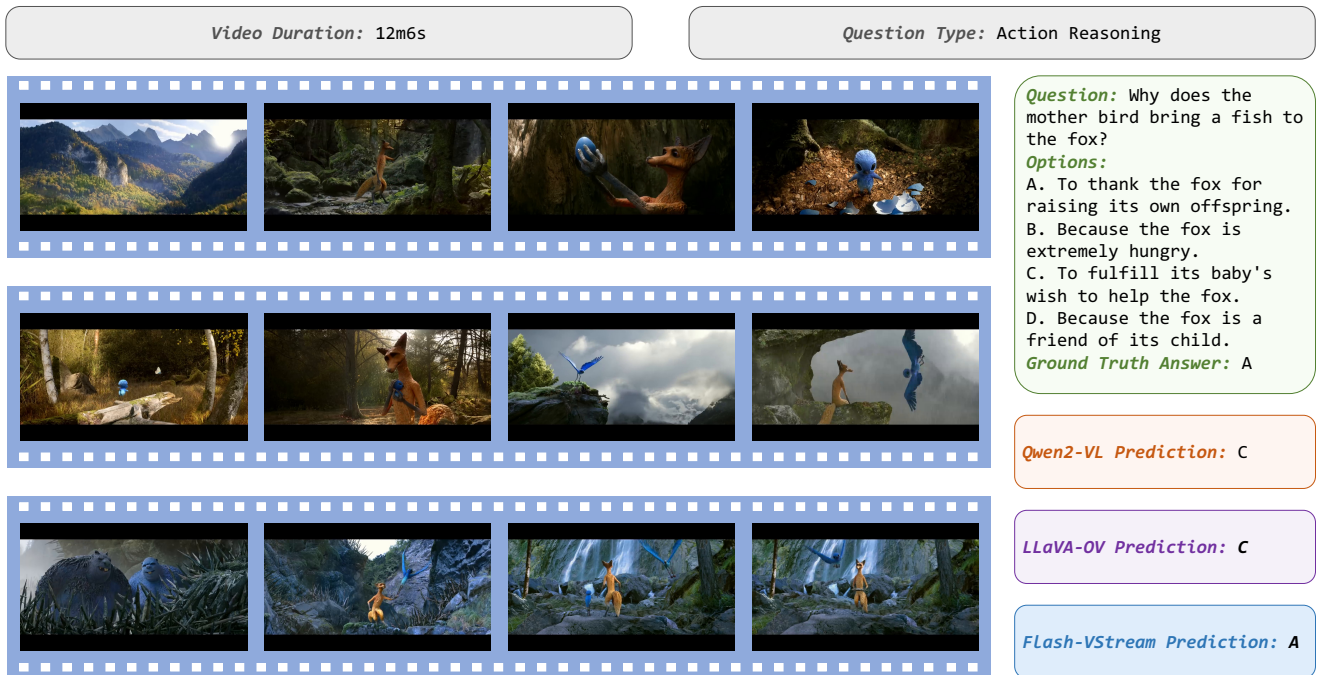 Video Duration: 12m6s
Question Type: Action Reasoning
Question: Why does the
mother bird bring a fish to
the fox?
Options:
A. To thank the fox for
raising its own offspring.
B. Because the fox is
extremely hungry.
C. To fulfill its baby's
wish to help the fox.
D. Because the fox is a
friend of its child.
Ground Truth Answer: A
Qwen2-VL Prediction: C
LLaVA-OV Prediction: C
Flash-VStream Prediction: A